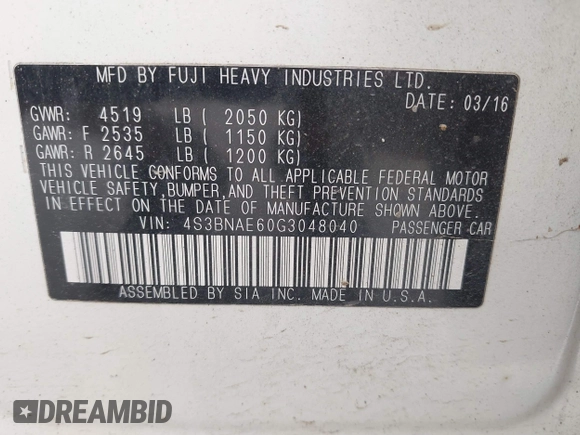 MFD BY FUJI HEAVY INDUSTRIES LTD.
DATE: 03/16
GVWR: 4519 LB ( 2050 KG)
GAWR: F 2535 LB ( 1150 KG)
GAWR: R 2645 LB ( 1200 KG)
THIS VEHICLE CONFORMS TO ALL APPLICABLE FEDERAL MOTOR
VEHICLE SAFETY, BUMPER, AND THEFT PREVENTION STANDARDS
IN EFFECT ON THE DATE OF MANUFACTURE SHOWN ABOVE.
VIN: 4S3BNAE60G3048040 PASSENGER CAR
ASSEMBLED BY SIA INC. MADE IN U.S.A.
DREAMBID